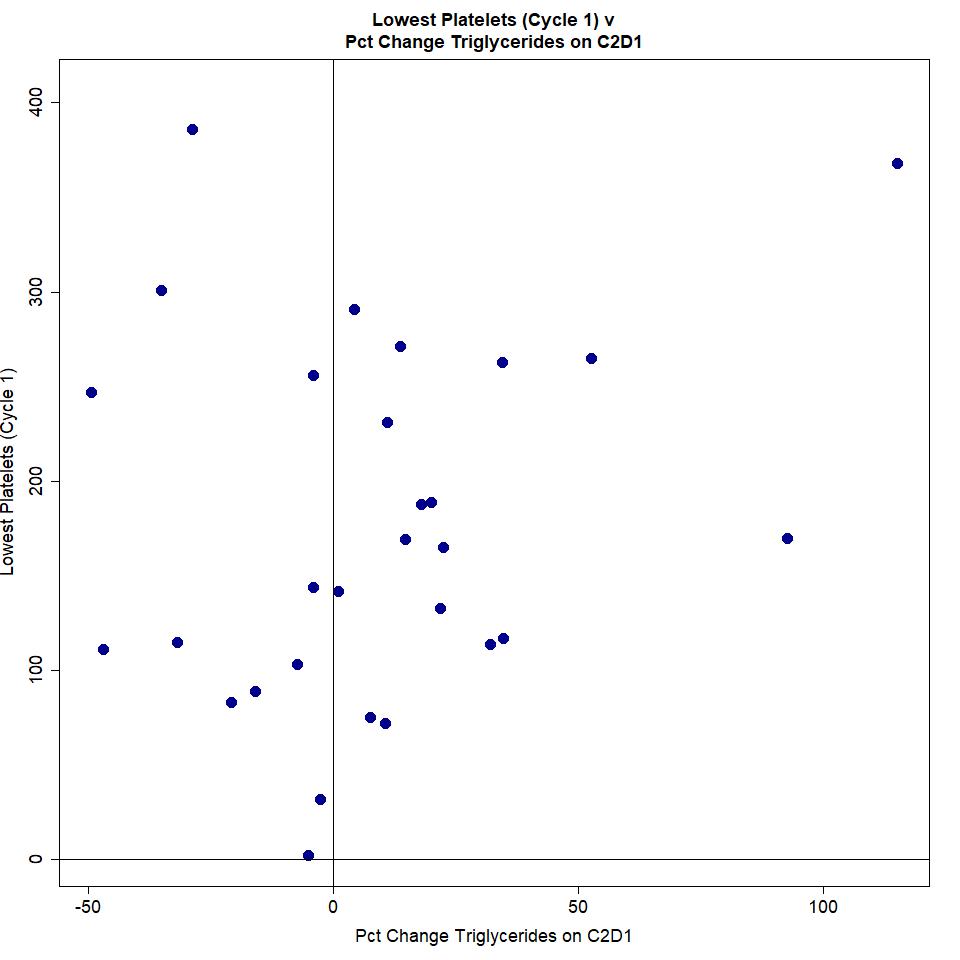 Lowest Platelets (Cycle 1) v
Pct Change Triglycerides on C2D1
Lowest Platelets (Cycle 1)
400
300
200
100
0
-50
0
50
100
Pct Change Triglycerides on C2D1